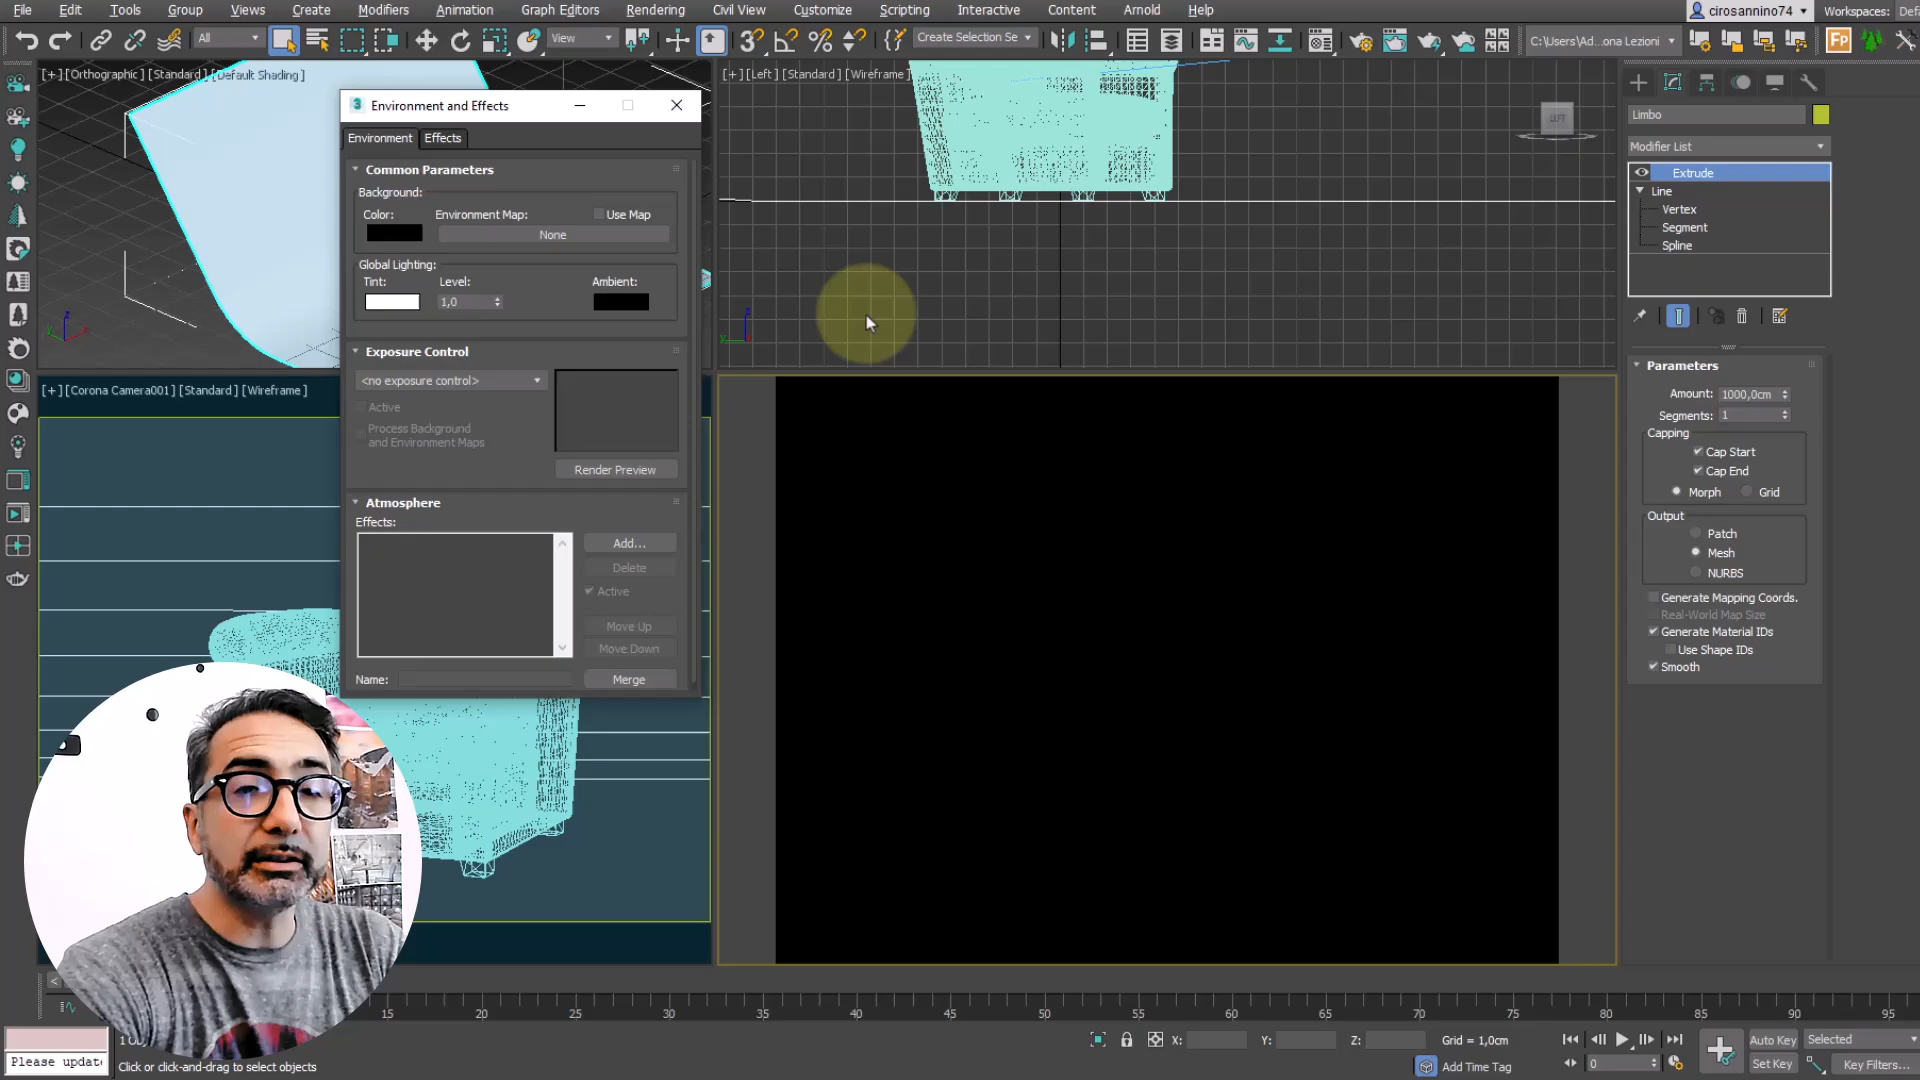 File Edit Tools Group Views Create Modifiers Animation Graph Editors Rendering Civil View Customize Scripting Interactive Content Arnold Help cirosannino74 Workspaces: Def
All View Create Selection Se C:\Users\Ad...ona Lezioni Fp
[+] [Orthographic] [Standard] [Default Shading]
[+] [Left] [Standard] [Wireframe]
LEFT
3 Environment and Effects
Environment Effects
Common Parameters
Background:
Color: Environment Map: Use Map
None
Global Lighting:
Tint: Level: Ambient:
1,0
Exposure Control
<no exposure control>
Active
Process Background
and Environment Maps
Render Preview
Atmosphere
Effects:
Add...
Delete
Active
Move Up
Move Down
Name: Merge
[+] [Corona Camera001] [Standard] [Wireframe]
Limbo
Modifier List
Extrude
Line
Vertex
Segment
Spline
Parameters
Amount: 1000,0cm
Segments: 1
Capping
Cap Start
Cap End
Morph Grid
Output
Patch
Mesh
NURBS
Generate Mapping Coords.
Real-World Map Size
Generate Material IDs
Use Shape IDs
Smooth
15 20 25 30 35 40 45 50 55 60 65 70 75 80 85 90 95
X: Y: Z: Grid = 1,0cm Auto Key Selected
Please updat
Click or click-and-drag to select objects
Add Time Tag 0 Set Key Key Filters...